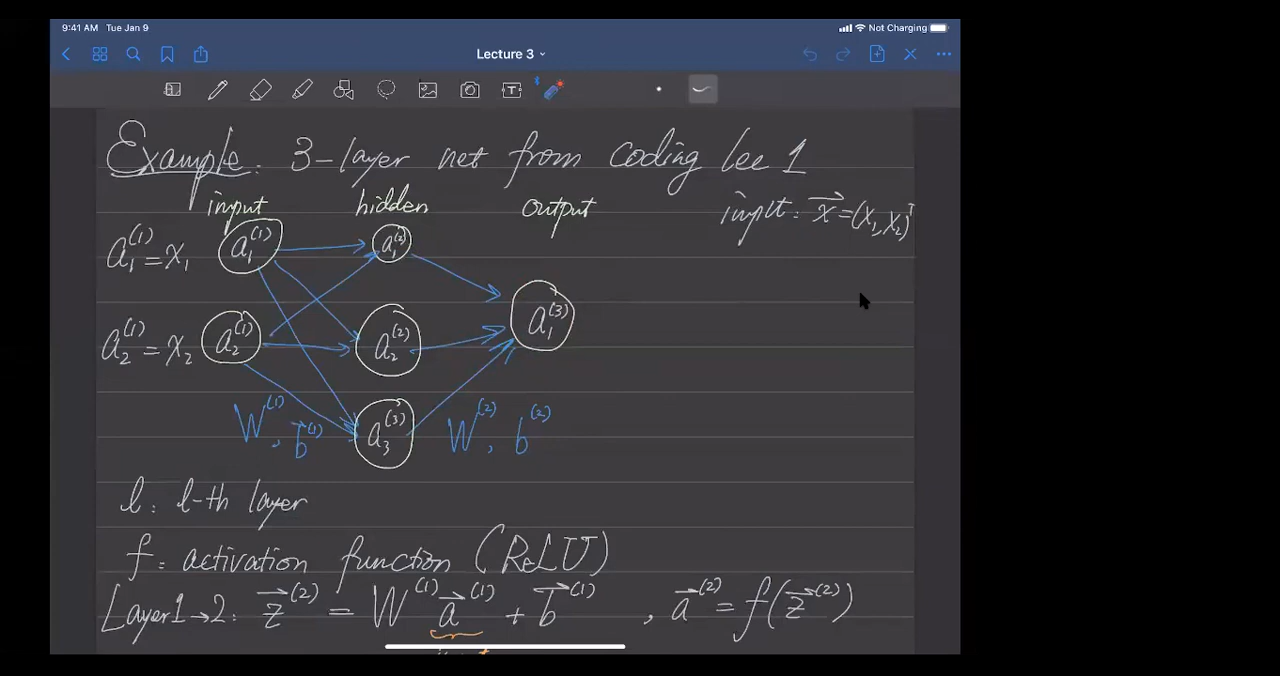 9:41 AM Tue Jan 9
Not Charging
Lecture 3
Example: 3-layer net from Coding Lec 1
input hidden output input: x⃗ = (x₁, x₂)ᵀ
a₁⁽¹⁾ = x₁ a₁⁽¹⁾ a₁⁽²⁾
a₁⁽³⁾
a₂⁽¹⁾ = x₂ a₂⁽¹⁾ a₂⁽²⁾
W⁽¹⁾, b⃗⁽¹⁾ a₃⁽³⁾ W⁽²⁾, b⁽²⁾
l: l-th layer
f: activation function (ReLU)
Layer 1→2: z⃗⁽²⁾ = W⁽¹⁾ a⃗⁽¹⁾ + b⃗⁽¹⁾, a⃗⁽²⁾ = f(z⃗⁽²⁾)